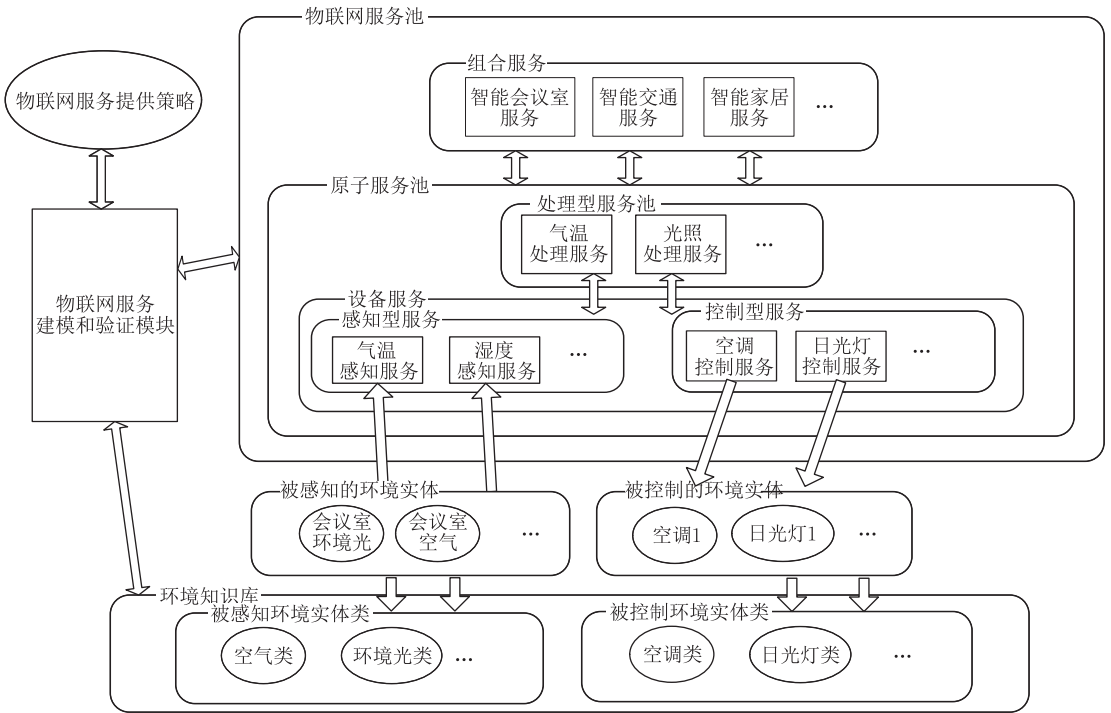 物联网服务池
组合服务
物联网服务提供策略
智能会议室
服务
智能交通
服务
智能家居
服务
...
原子服务池
处理型服务池
气温
处理服务
光照
处理服务
...
物联网服务
建模和验证模块
设备服务
感知型服务
气温
感知服务
湿度
感知服务
...
控制型服务
空调
控制服务
日光灯
控制服务
...
被感知的环境实体
会议室
环境光
会议室
空气
...
被控制的环境实体
空调1
日光灯1
...
环境知识库
被感知环境实体类
空气类
环境光类
...
被控制环境实体类
空调类
日光灯类
...